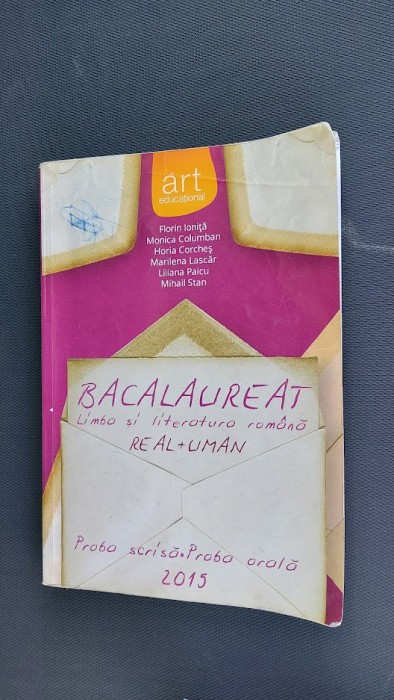 art
educațional
Florin Ioniță
Monica Columban
Horia Corcheș
Marilena Lascăr
Liliana Paicu
Mihail Stan
BACALAUREAT
Limba și literatura română
REAL+UMAN
Proba scrisă • Proba orală
2015